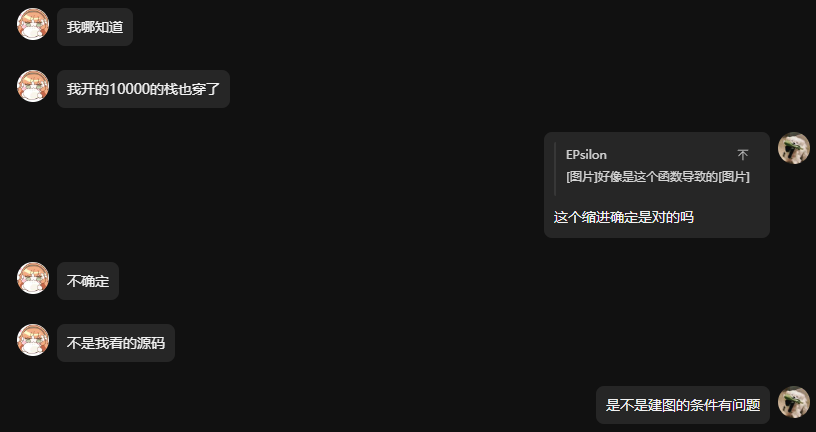 我哪知道
我开的10000的栈也穿了
EPsilon
[图片]好像是这个函数导致的[图片]
这个缩进确定是对的吗
不确定
不是我看的源码
是不是建图的条件有问题